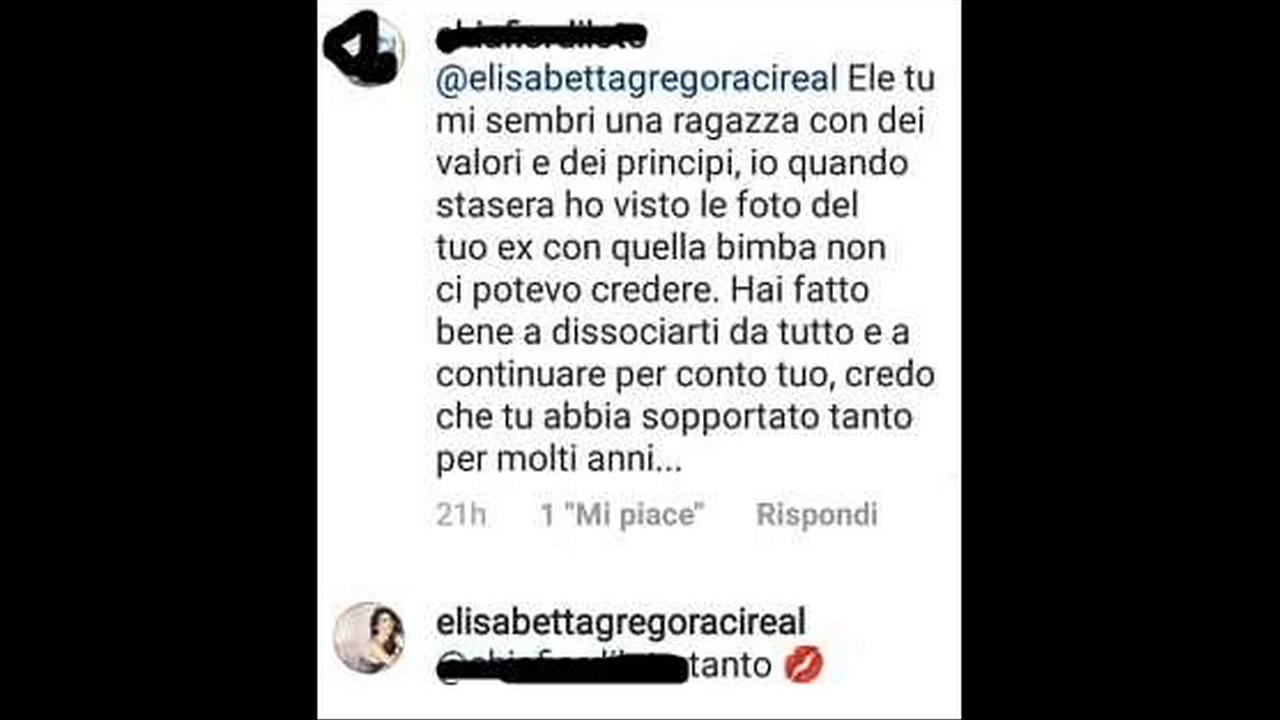 @elisabettagregoracireal Ele tu
mi sembri una ragazza con dei
valori e dei principi, io quando
stasera ho visto le foto del
tuo ex con quella bimba non
ci potevo credere. Hai fatto
bene a dissociarti da tutto e a
continuare per conto tuo, credo
che tu abbia sopportato tanto
per molti anni...
21h 1 "Mi piace" Rispondi
elisabettagregoracireal
tanto 💋